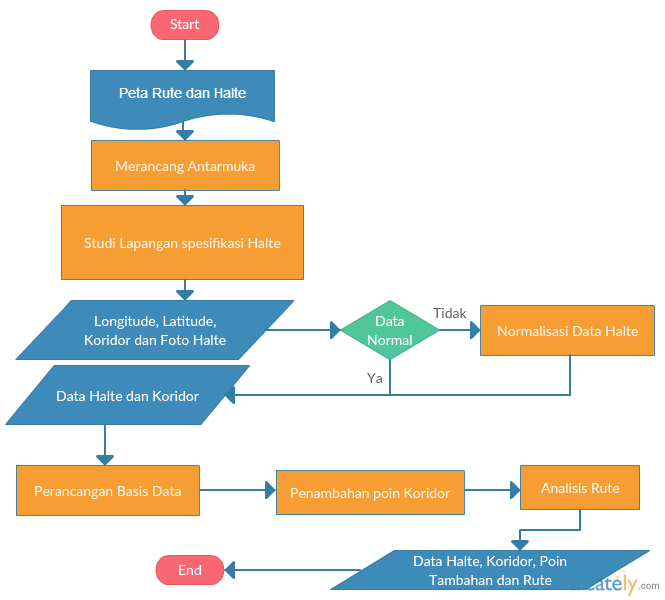 Start
Peta Rute dan Halte
Merancang Antarmuka
Studi Lapangan spesifikasi Halte
Longitude, Latitude,
Koridor dan Foto Halte
Data
Normal
Tidak
Normalisasi Data Halte
Ya
Data Halte dan Koridor
Perancangan Basis Data
Penambahan poin Koridor
Analisis Rute
Data Halte, Koridor, Poin
Tambahan dan Rute
End
creately.com